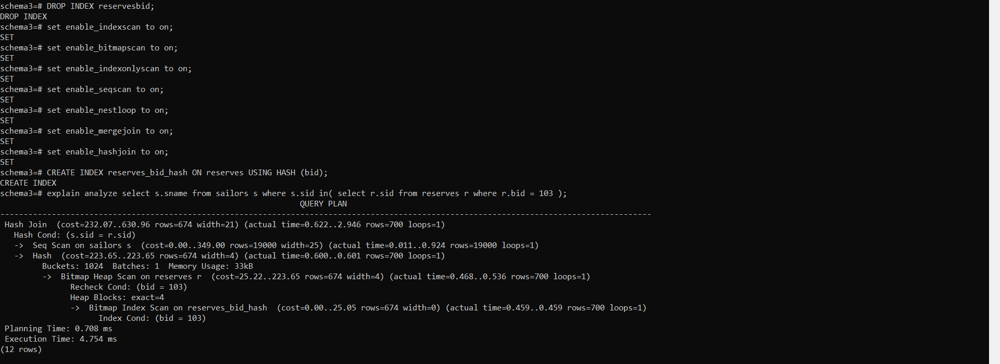 schema3=# DROP INDEX reservesbid;
DROP INDEX
schema3=# set enable_indexscan to on;
SET
schema3=# set enable_bitmapscan to on;
SET
schema3=# set enable_indexonlyscan to on;
SET
schema3=# set enable_seqscan to on;
SET
schema3=# set enable_nestloop to on;
SET
schema3=# set enable_mergejoin to on;
SET
schema3=# set enable_hashjoin to on;
SET
schema3=# CREATE INDEX reserves_bid_hash ON reserves USING HASH (bid);
CREATE INDEX
schema3=# explain analyze select s.sname from sailors s where s.sid in( select r.sid from reserves r where r.bid = 103 );
QUERY PLAN
-------------------------------------------------------------------------------------------------------------------------------------------
Hash Join  (cost=232.07..630.96 rows=674 width=21) (actual time=0.622..2.946 rows=700 loops=1)
  Hash Cond: (s.sid = r.sid)
  ->  Seq Scan on sailors s  (cost=0.00..349.00 rows=19000 width=25) (actual time=0.011..0.924 rows=19000 loops=1)
  ->  Hash  (cost=223.65..223.65 rows=674 width=4) (actual time=0.600..0.601 rows=700 loops=1)
        Buckets: 1024  Batches: 1  Memory Usage: 33kB
        ->  Bitmap Heap Scan on reserves r  (cost=25.22..223.65 rows=674 width=4) (actual time=0.468..0.536 rows=700 loops=1)
              Recheck Cond: (bid = 103)
              Heap Blocks: exact=4
              ->  Bitmap Index Scan on reserves_bid_hash  (cost=0.00..25.05 rows=674 width=0) (actual time=0.459..0.459 rows=700 loops=1)
                    Index Cond: (bid = 103)
Planning Time: 0.708 ms
Execution Time: 4.754 ms
(12 rows)